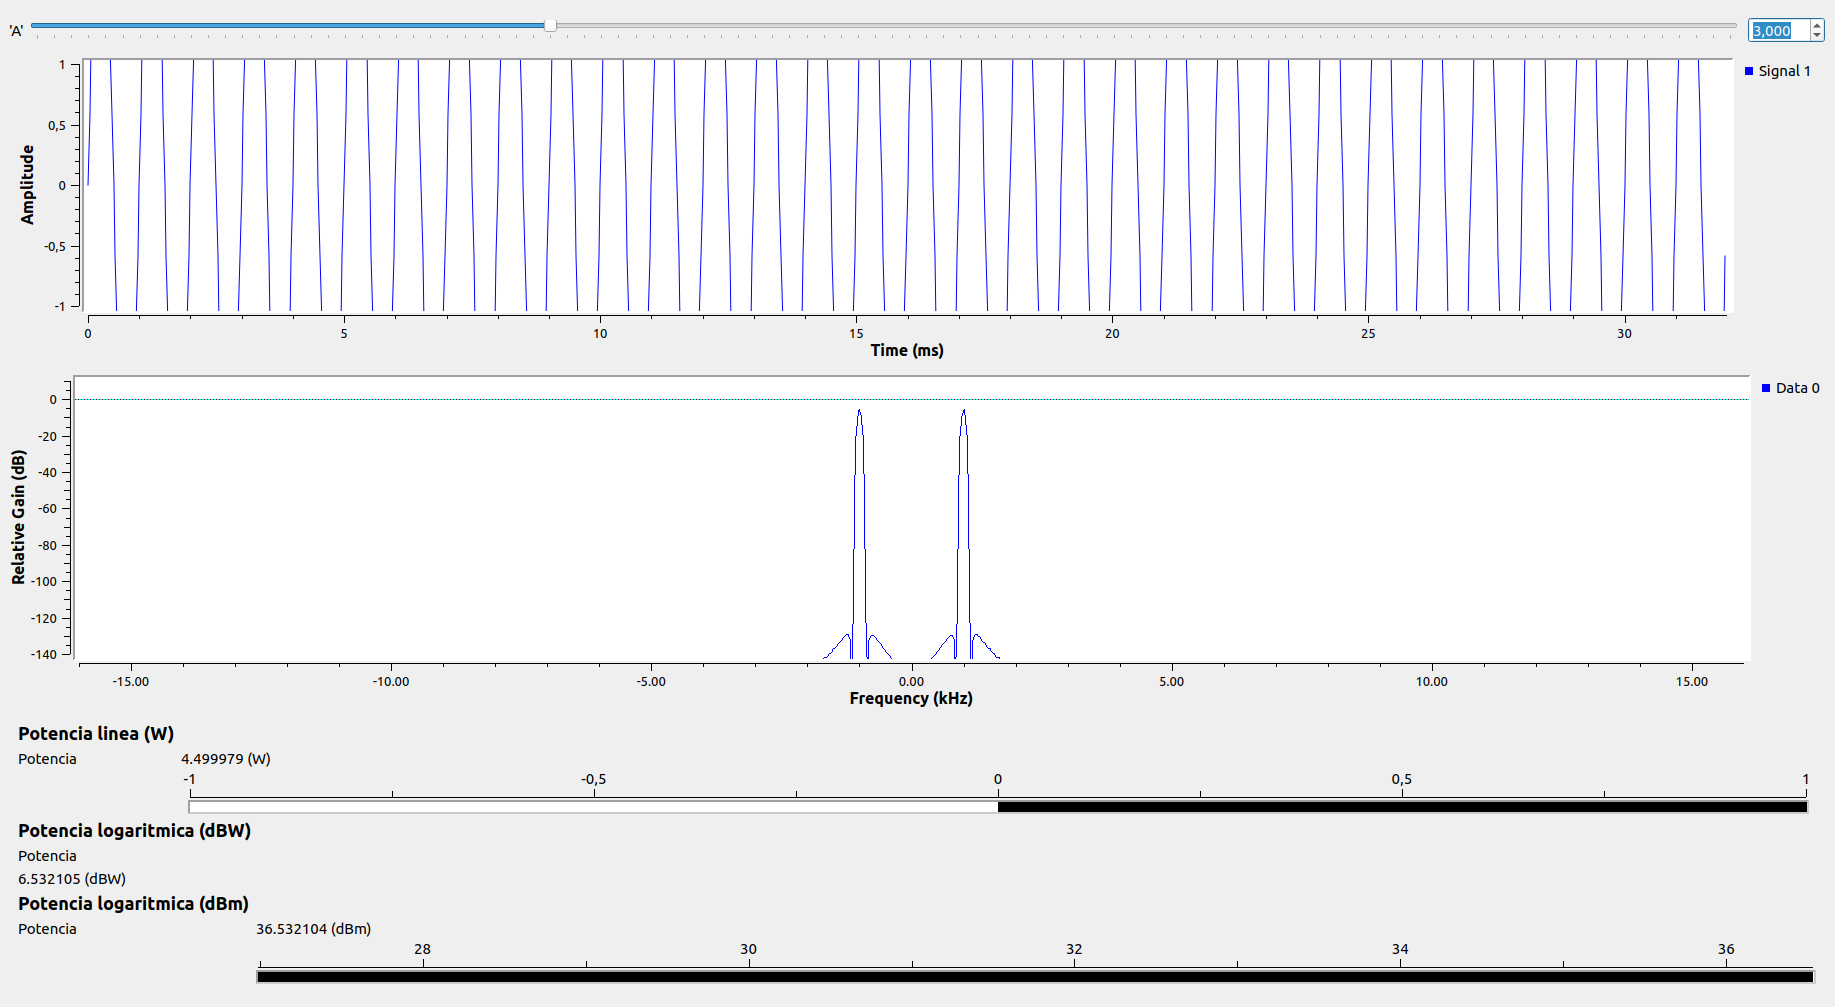 'A'
3,000
1
0,5
0
-0,5
-1
Amplitude
Signal 1
0 5 10 15 20 25 30
Time (ms)
0
-20
-40
-60
-80
-100
-120
-140
Relative Gain (dB)
Data 0
-15.00 -10.00 -5.00 0.00 5.00 10.00 15.00
Frequency (kHz)
Potencia linea (W)
Potencia 4.499979 (W)
-1 -0,5 0 0,5 1
Potencia logaritmica (dBW)
Potencia
6.532105 (dBW)
Potencia logaritmica (dBm)
Potencia 36.532104 (dBm)
28 30 32 34 36